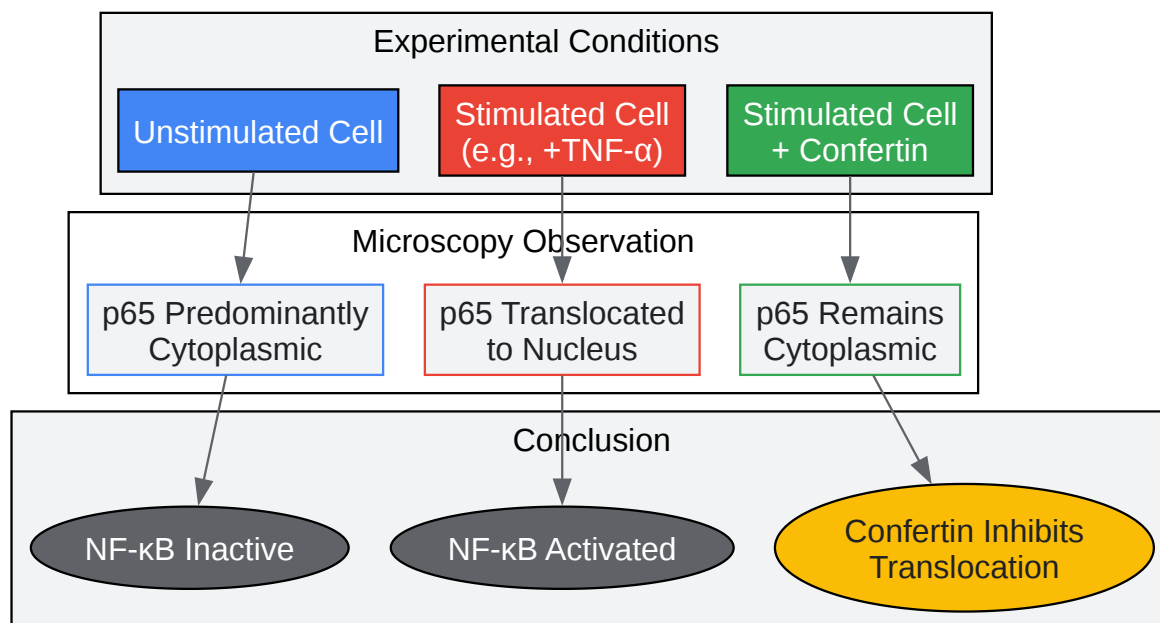 Experimental Conditions
Unstimulated Cell
Stimulated Cell
(e.g., +TNF-α)
Stimulated Cell
+ Confertin
Microscopy Observation
p65 Predominantly
Cytoplasmic
p65 Translocated
to Nucleus
p65 Remains
Cytoplasmic
Conclusion
NF-κB Inactive
NF-κB Activated
Confertin Inhibits
Translocation